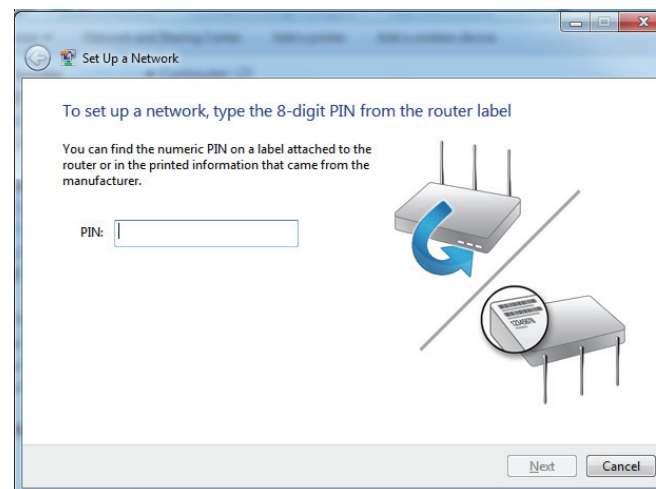 Set Up a Network
To set up a network, type the 8-digit PIN from the router label
You can find the numeric PIN on a label attached to the
router or in the printed information that came from the
manufacturer.
PIN:
12345678
Next
Cancel